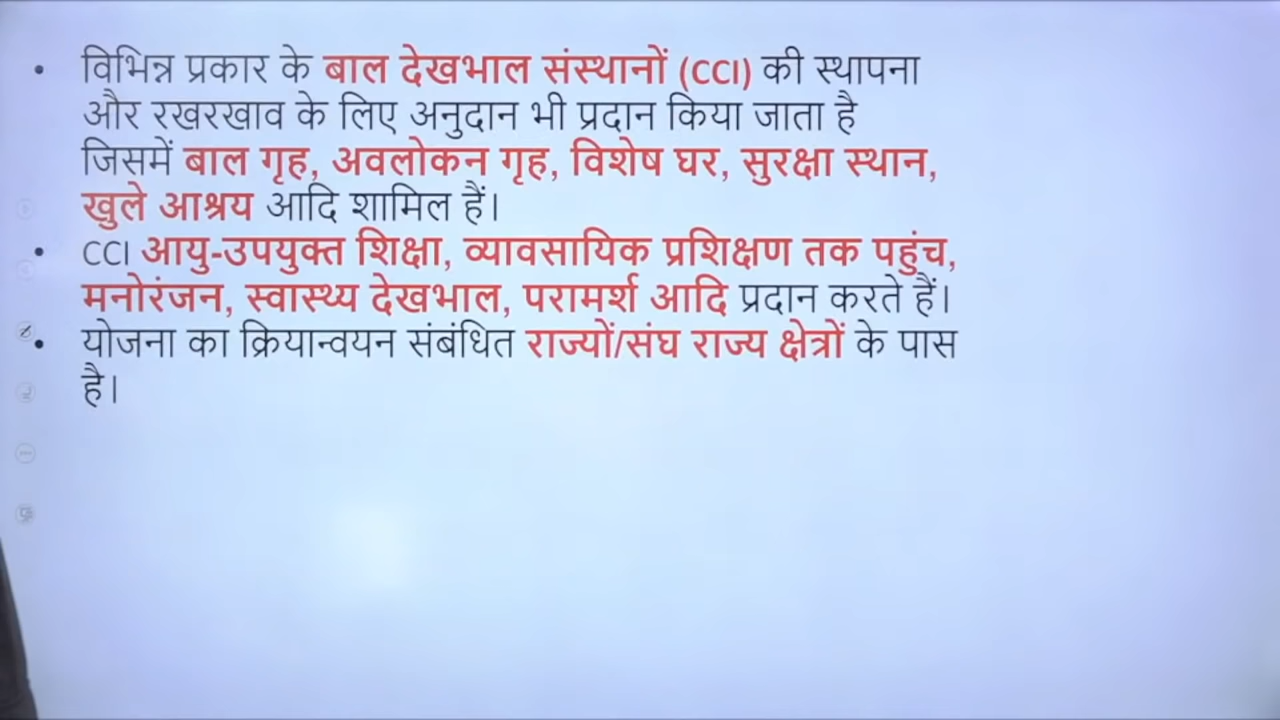 • विभिन्न प्रकार के बाल देखभाल संस्थानों (CCI) की स्थापना
और रखरखाव के लिए अनुदान भी प्रदान किया जाता है
जिसमें बाल गृह, अवलोकन गृह, विशेष घर, सुरक्षा स्थान,
खुले आश्रय आदि शामिल हैं।
• CCI आयु-उपयुक्त शिक्षा, व्यावसायिक प्रशिक्षण तक पहुंच,
मनोरंजन, स्वास्थ्य देखभाल, परामर्श आदि प्रदान करते हैं।
• योजना का क्रियान्वयन संबंधित राज्यों/संघ राज्य क्षेत्रों के पास
है।